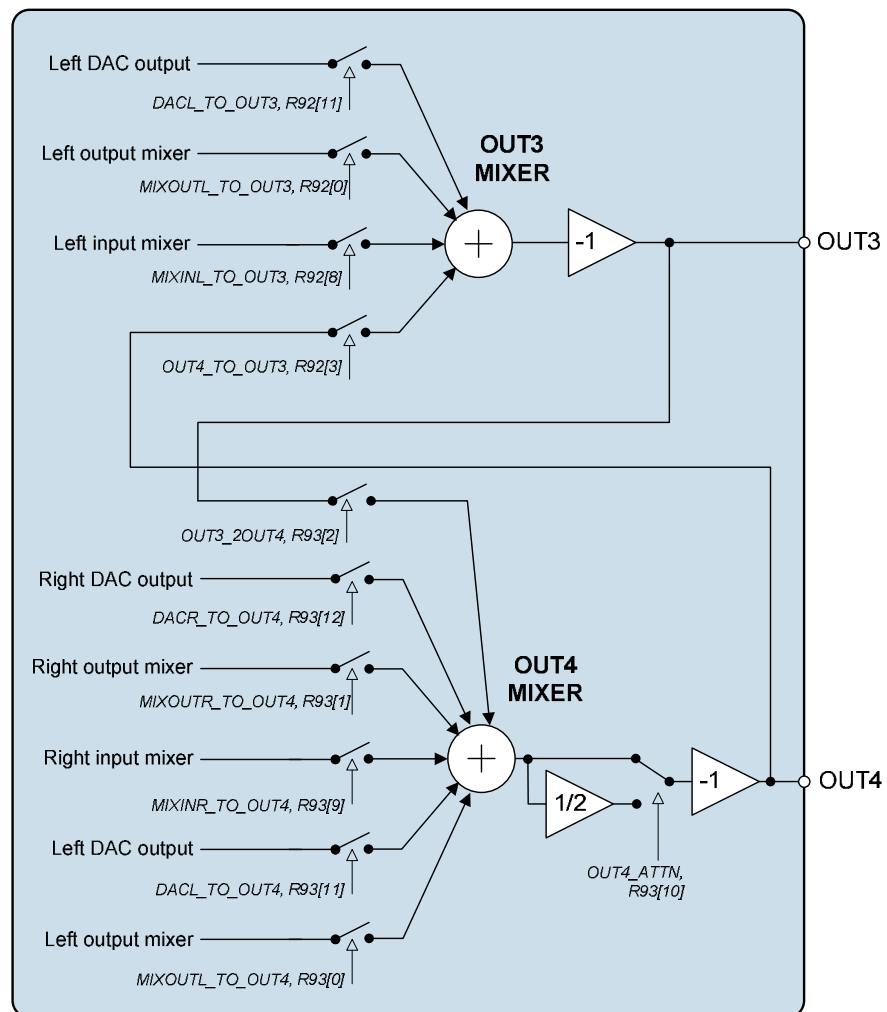 Left DAC output
DACL_TO_OUT3, R92[11]
Left output mixer
MIXOUTL_TO_OUT3, R92[0]
OUT3
MIXER
Left input mixer
MIXINL_TO_OUT3, R92[8]
+
-1
OUT3
OUT4_TO_OUT3, R92[3]
OUT3_2OUT4, R93[2]
Right DAC output
DACR_TO_OUT4, R93[12]
Right output mixer
MIXOUTR_TO_OUT4, R93[1]
OUT4
MIXER
Right input mixer
MIXINR_TO_OUT4, R93[9]
+
1/2
-1
OUT4
OUT4_ATTN,
R93[10]
Left DAC output
DACL_TO_OUT4, R93[11]
Left output mixer
MIXOUTL_TO_OUT4, R93[0]